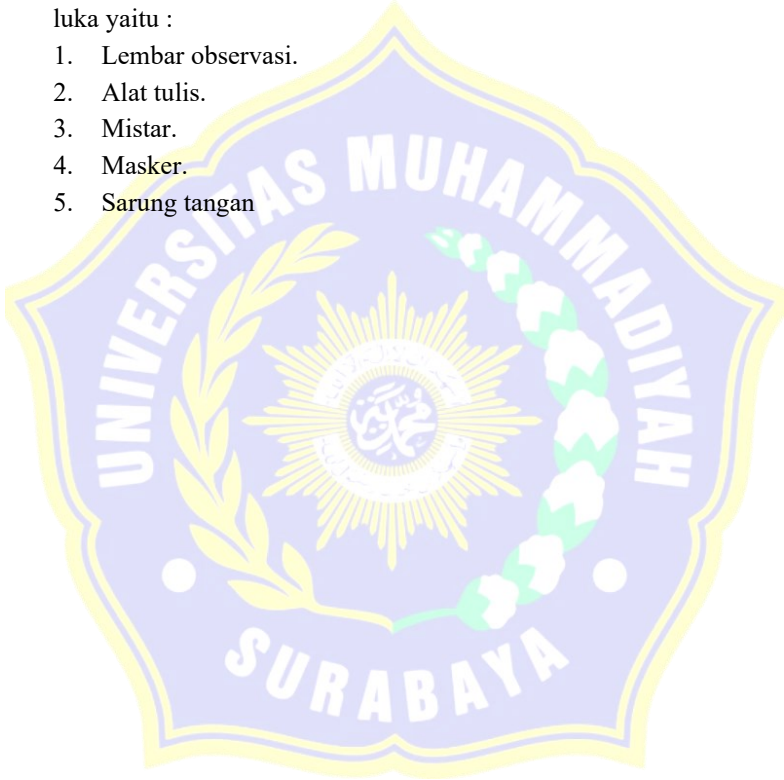 luka yaitu :
1. Lembar observasi.
2. Alat tulis.
3. Mistar.
4. Masker.
5. Sarung tangan
UNIVERSITAS MUHAMMADIYAH
SURABAYA